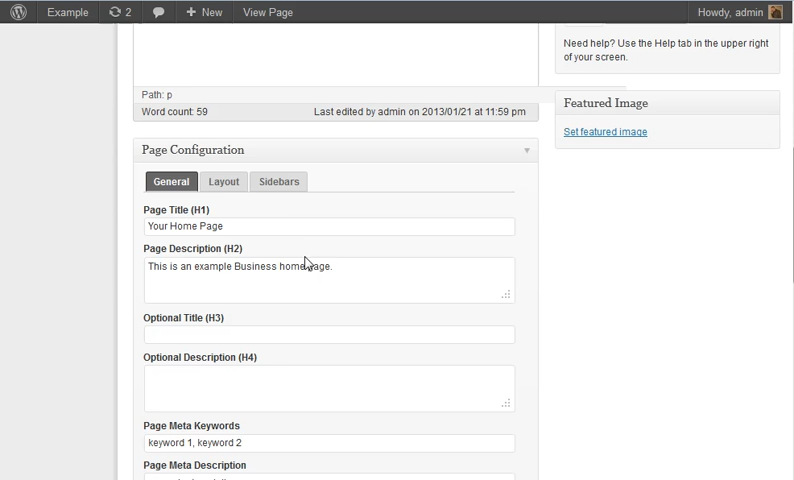 Example 2 New View Page Howdy, admin
Need help? Use the Help tab in the upper right
of your screen.
Path: p
Word count: 59 Last edited by admin on 2013/01/21 at 11:59 pm
Featured Image
Set featured image
Page Configuration
General Layout Sidebars
Page Title (H1)
Your Home Page
Page Description (H2)
This is an example Business home page.
Optional Title (H3)
Optional Description (H4)
Page Meta Keywords
keyword 1, keyword 2
Page Meta Description